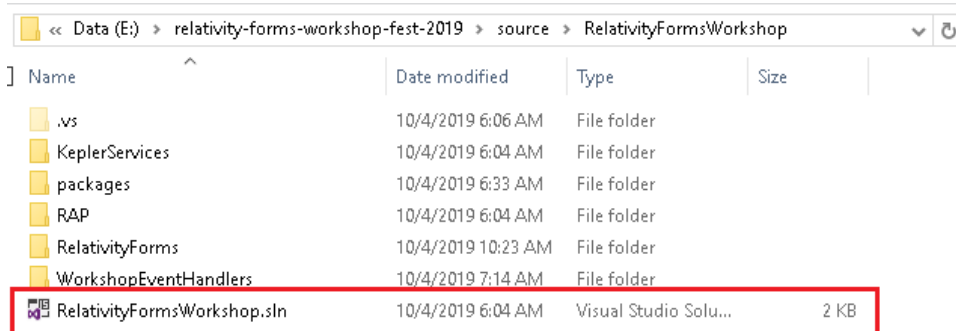 « Data (E:) > relativity-forms-workshop-fest-2019 > source > RelativityFormsWorkshop
Name Date modified Type Size
.vs 10/4/2019 6:06 AM File folder
KeplerServices 10/4/2019 6:04 AM File folder
packages 10/4/2019 6:33 AM File folder
RAP 10/4/2019 6:04 AM File folder
RelativityForms 10/4/2019 10:23 AM File folder
WorkshopEventHandlers 10/4/2019 7:14 AM File folder
RelativityFormsWorkshop.sln 10/4/2019 6:04 AM Visual Studio Solu... 2 KB